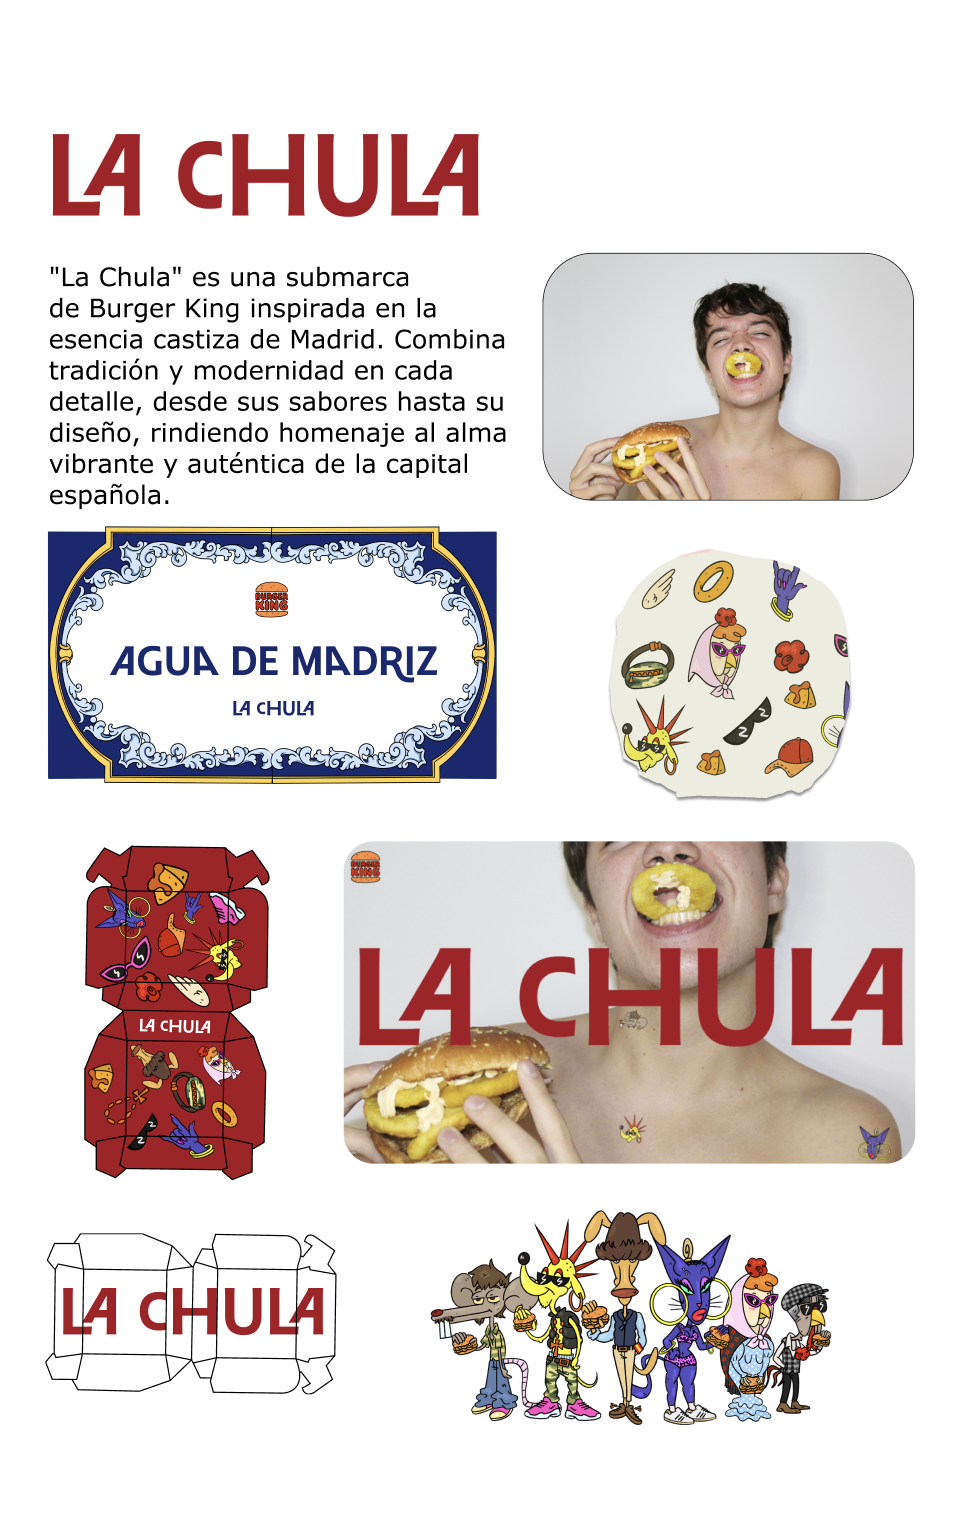 LA CHULA
"La Chula" es una submarca
de Burger King inspirada en la
esencia castiza de Madrid. Combina
tradición y modernidad en cada
detalle, desde sus sabores hasta su
diseño, rindiendo homenaje al alma
vibrante y auténtica de la capital
española.
BURGER
KING
AGUA DE MADRIZ
LA CHULA
BURGER
KING
LA CHULA
LA CHULA
LA CHULA